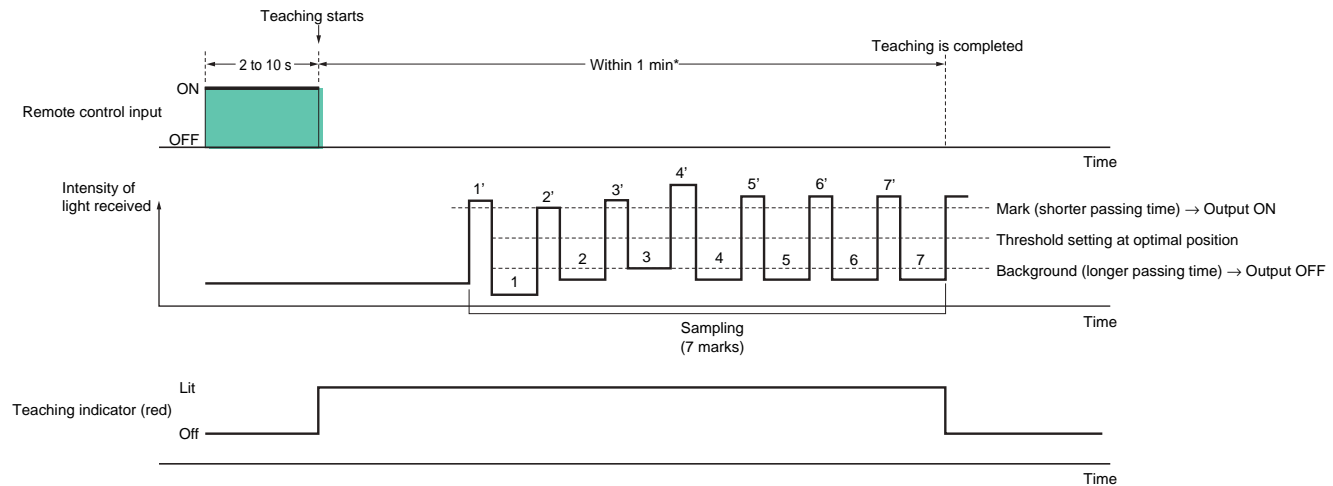 Teaching starts
Teaching is completed
2 to 10 s
Within 1 min*
ON
Remote control input
OFF
Time
Intensity of
light received
1'
2'
3'
4'
5'
6'
7'
Mark (shorter passing time) → Output ON
Threshold setting at optimal position
1
2
3
4
5
6
7
Background (longer passing time) → Output OFF
Time
Sampling
(7 marks)
Lit
Teaching indicator (red)
Off
Time